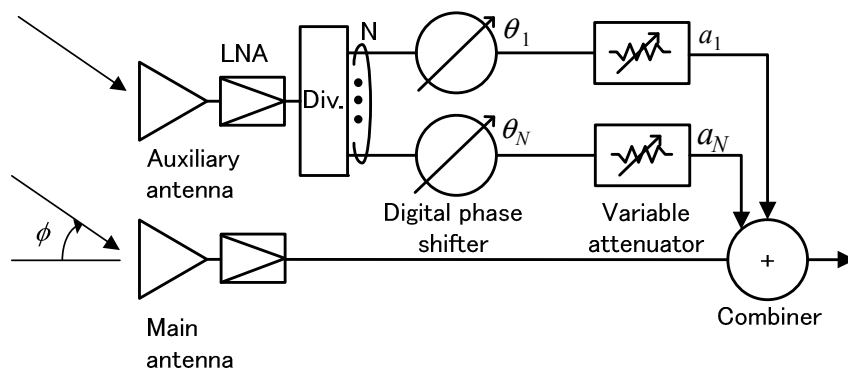 LNA
N
θ1
a1
Div.
θN
aN
Auxiliary
antenna
Digital phase
shifter
Variable
attenuator
ϕ
+
Combiner
Main
antenna